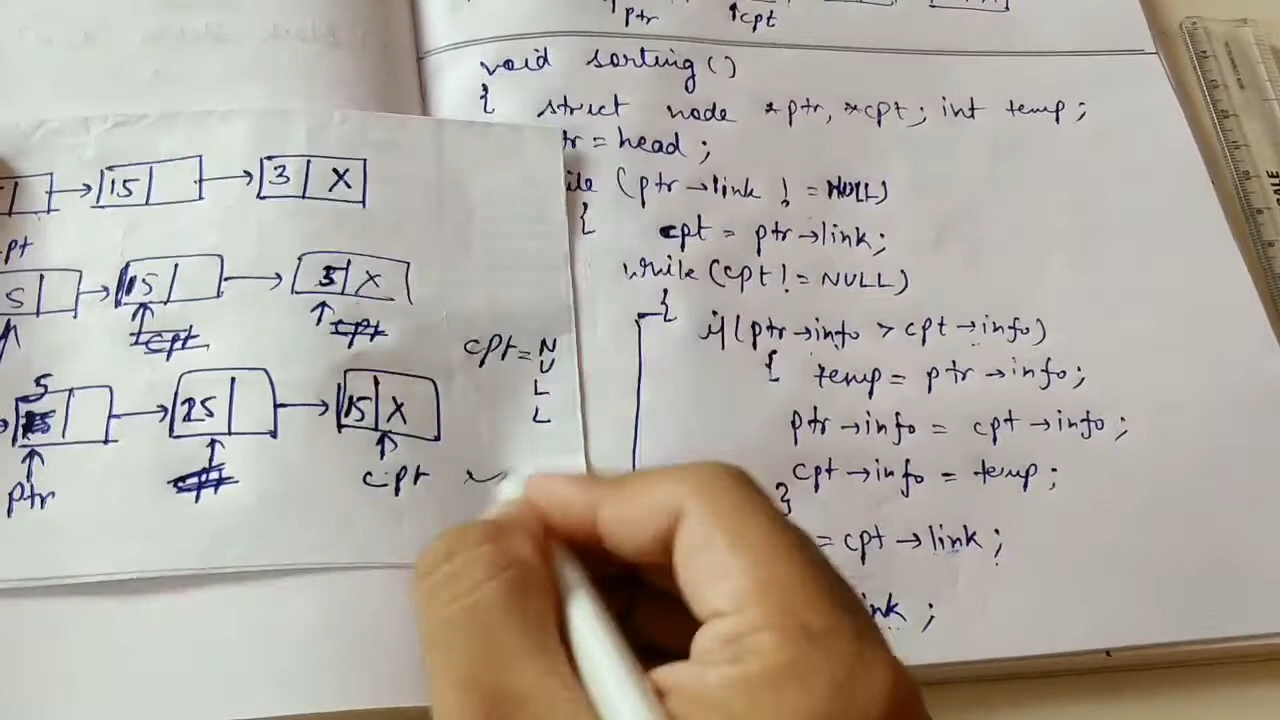 ptr cpt
void sorting()
{ struct node *ptr, *cpt; int temp;
tr = head;
ile (ptr→link != NULL)
{ cpt = ptr→link;
while (cpt != NULL)
{ if (ptr→info > cpt→info)
{ temp = ptr→info;
ptr→info = cpt→info;
cpt→info = temp;
}
= cpt→link;
ink;
→ 15 → 3 X
pt
5 → 15 → 3 X
cpt cpt
cpt = NULL
5 → 25 → 15 X
ptr cpt cpt